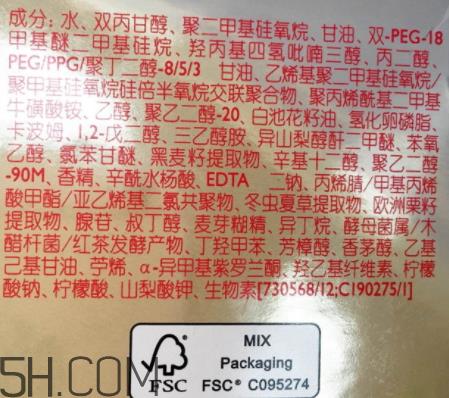 成分：水、双丙甘醇、聚二甲基硅氧烷、甘油、双-PEG-18
甲基醚二甲基硅烷、羟丙基四氢吡喃三醇、丙二醇、
PEG/PPG/聚丁二醇-8/5/3 甘油、乙烯基聚二甲基硅氧烷/
聚甲基硅氧烷硅倍半氧烷交联聚合物、聚丙烯酰基二甲基
牛磺酸铵、乙醇、聚乙二醇-20、白池花籽油、氢化卵磷脂、
卡波姆、1,2-戊二醇、三乙醇胺、异山梨醇酐二甲醚、苯氧
乙醇、氯苯甘醚、黑麦籽提取物、辛基十二醇、聚乙二醇
-90M、香精、辛酰水杨酸、EDTA 二钠、丙烯腈/甲基丙烯
酸甲酯/亚乙烯基二氯共聚物、冬虫夏草提取物、欧洲栗籽
提取物、腺苷、叔丁醇、麦芽糊精、异丁烷、酵母菌属/木
醋杆菌/红茶发酵产物、丁羟甲苯、芳樟醇、香茅醇、乙基
己基甘油、苧烯、α-异甲基紫罗兰酮、羟乙基纤维素、柠檬
酸钠、柠檬酸、山梨酸钾、生物素[730568/12;C190275/1]
MIX
Packaging
FSC® C095274
FSC
5H.COM